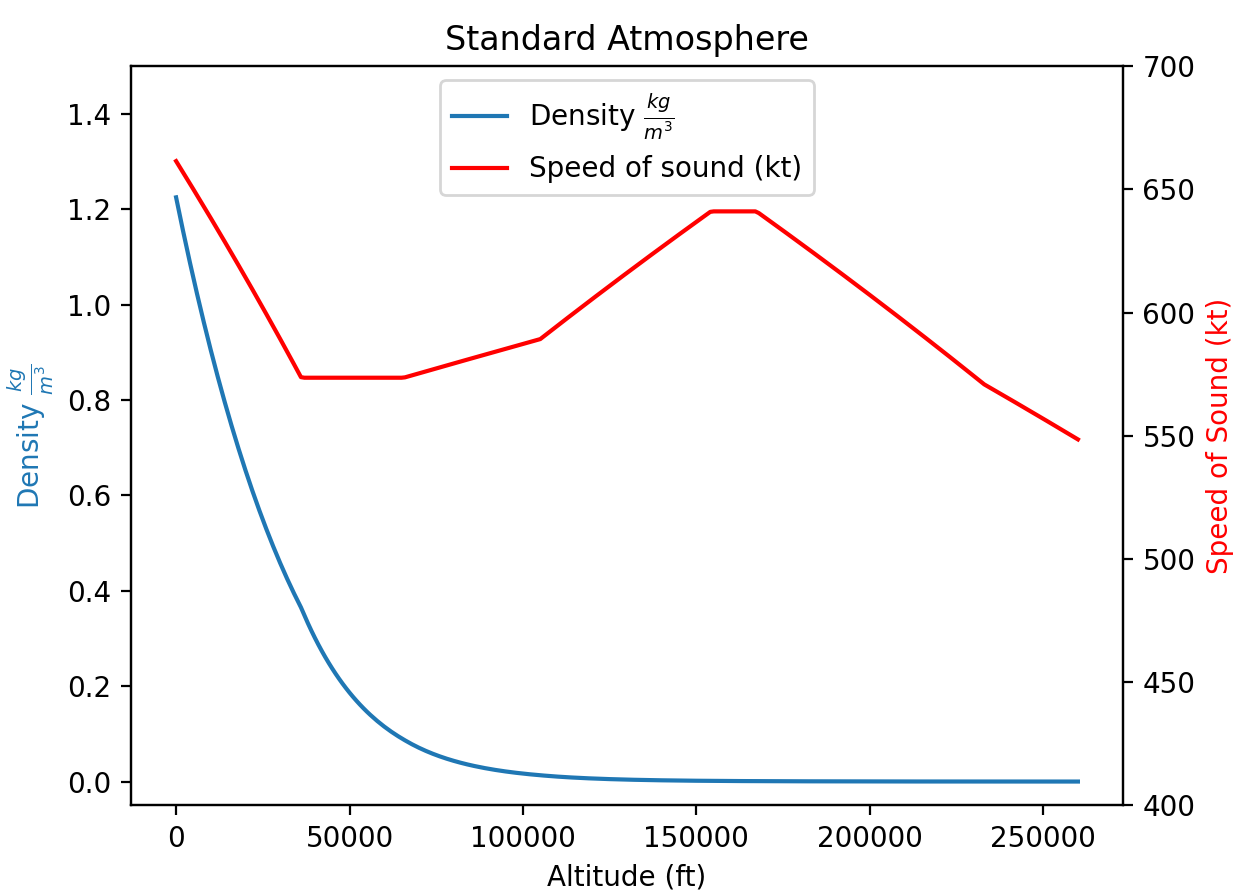 Standard Atmosphere
Density kg/m³
Speed of sound (kt)
1.4
1.2
1.0
0.8
0.6
0.4
0.2
0.0
Density kg/m³
700
650
600
550
500
450
400
Speed of Sound (kt)
0 50000 100000 150000 200000 250000
Altitude (ft)